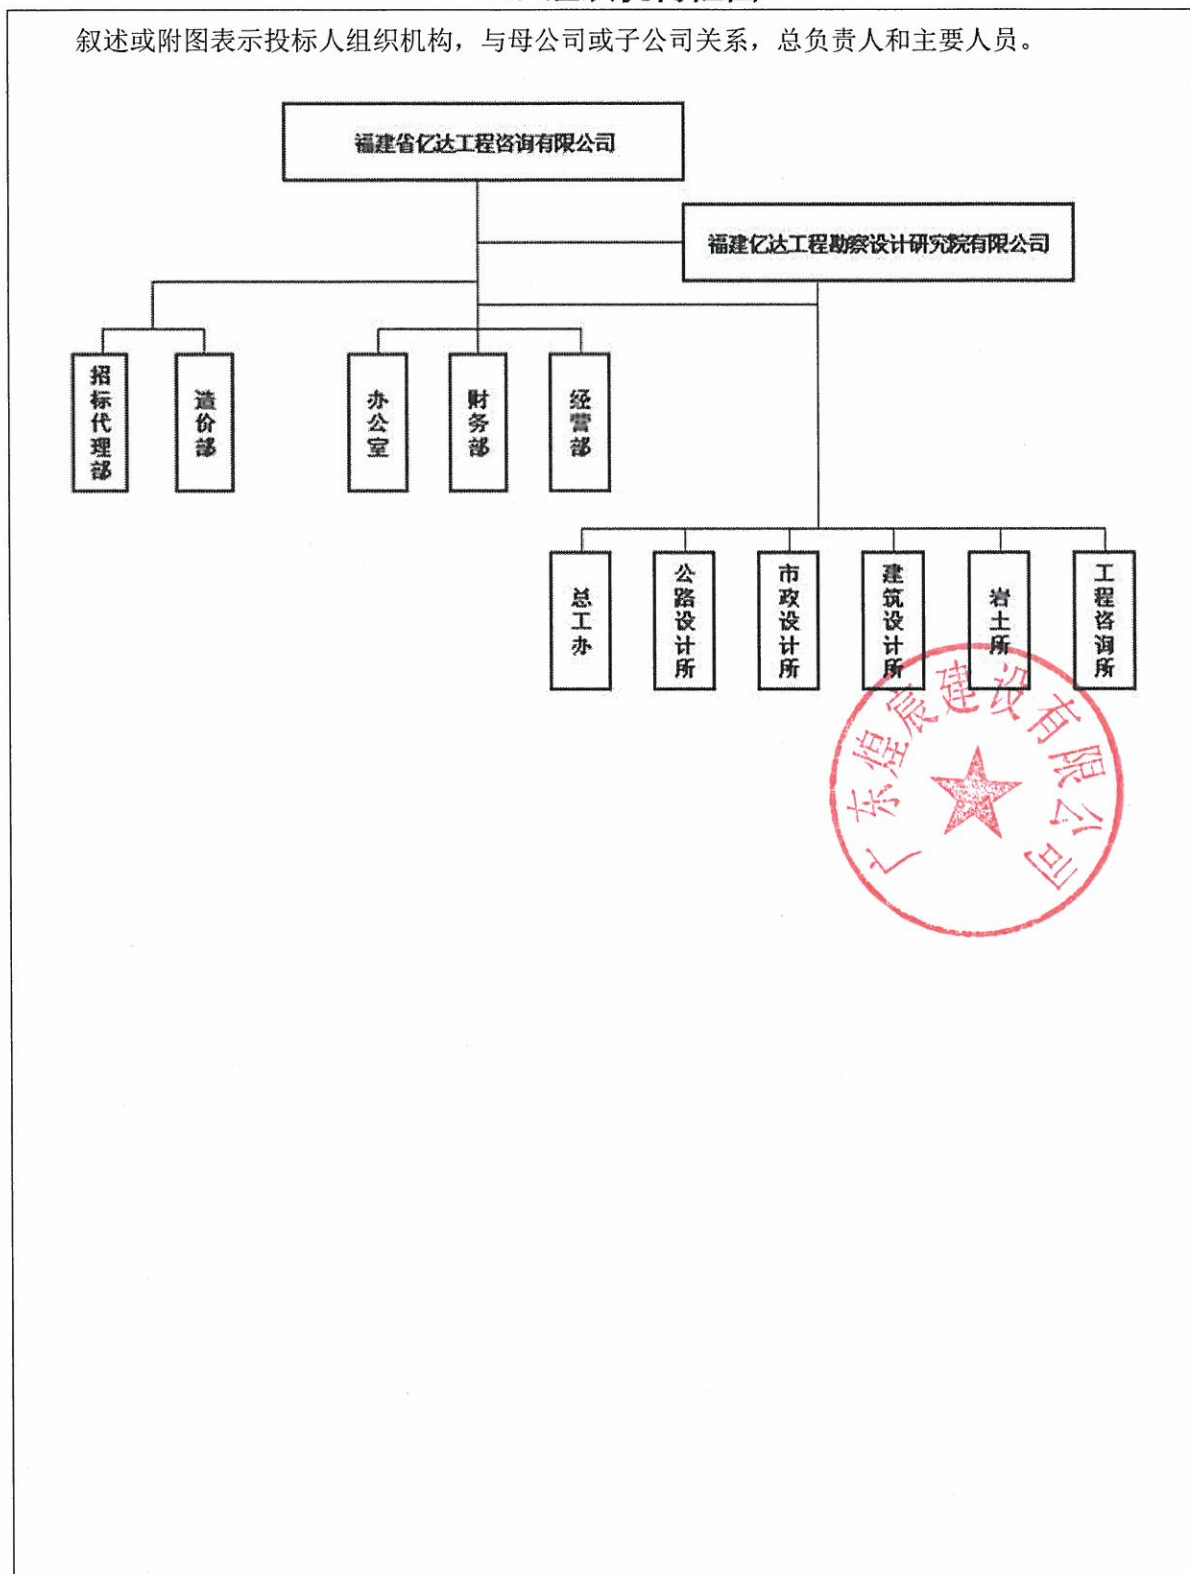 叙述或附图表示投标人组织机构，与母公司或子公司关系，总负责人和主要人员。
福建省亿达工程咨询有限公司
福建亿达工程勘察设计研究院有限公司
招标代理部
造价部
办公室
财务部
经营部
总工办
公路设计所
市政设计所
建筑设计所
岩土所
工程咨询所
广东煌宸建设有限公司